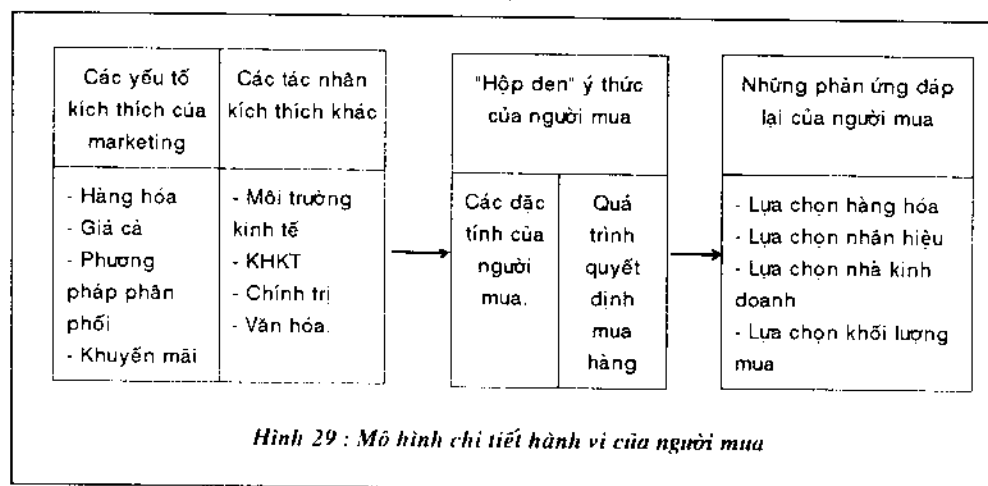 Các yếu tố
kích thích của
marketing
Các tác nhân
kích thích khác
"Hộp đen" ý thức
của người mua
Những phản ứng đáp
lại của người mua
- Hàng hóa
- Giá cả
- Phương
pháp phân
phối
- Khuyến mãi
- Môi trường
kinh tế
- KHKT
- Chính trị
- Văn hóa.
Các đặc
tính của
người
mua.
Quá
trình
quyết
định
mua
hàng
- Lựa chọn hàng hóa
- Lựa chọn nhãn hiệu
- Lựa chọn nhà kinh
doanh
- Lựa chọn khối lượng
mua
Hình 29 : Mô hình chi tiết hành vi của người mua